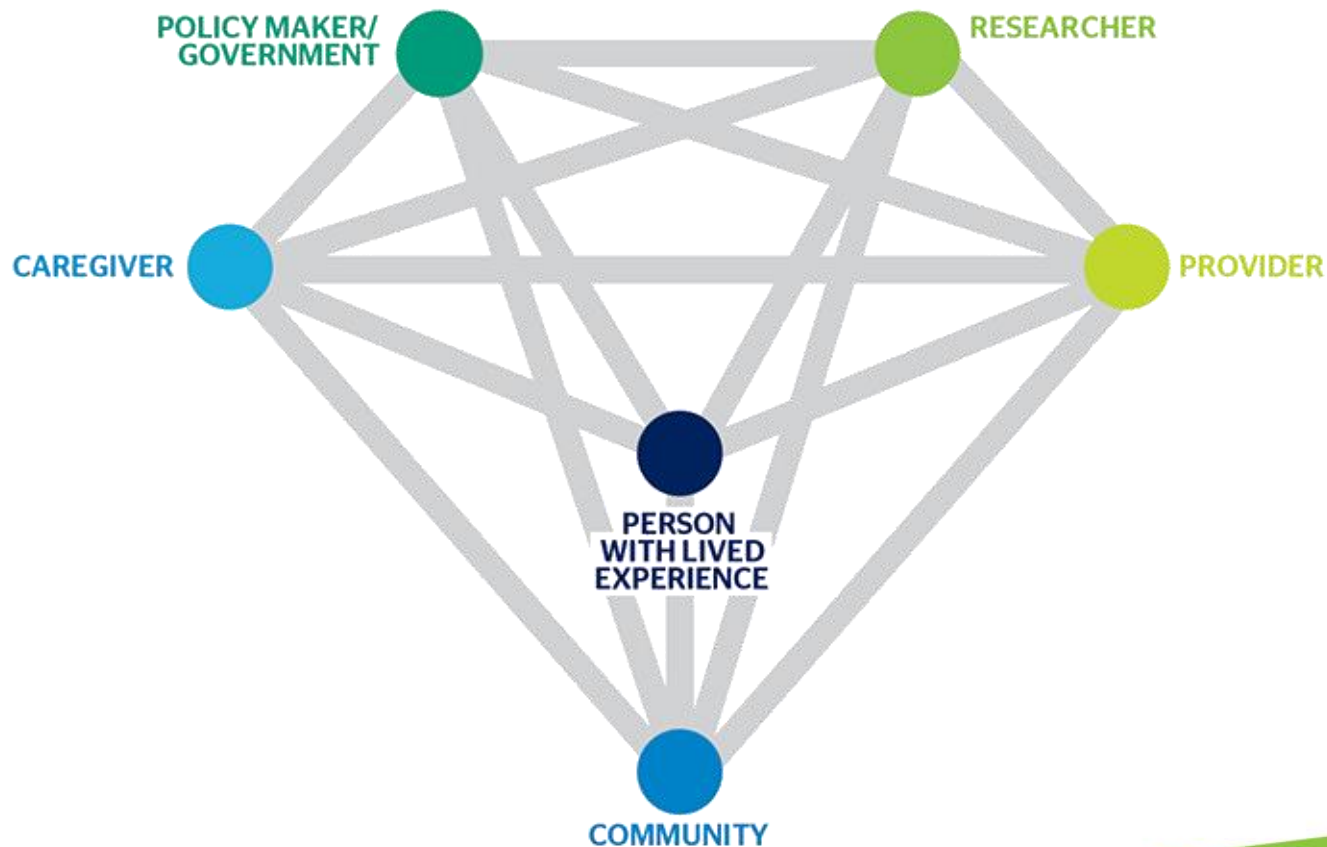 POLICY MAKER/
GOVERNMENT
RESEARCHER
CAREGIVER
PROVIDER
PERSON
WITH LIVED
EXPERIENCE
COMMUNITY